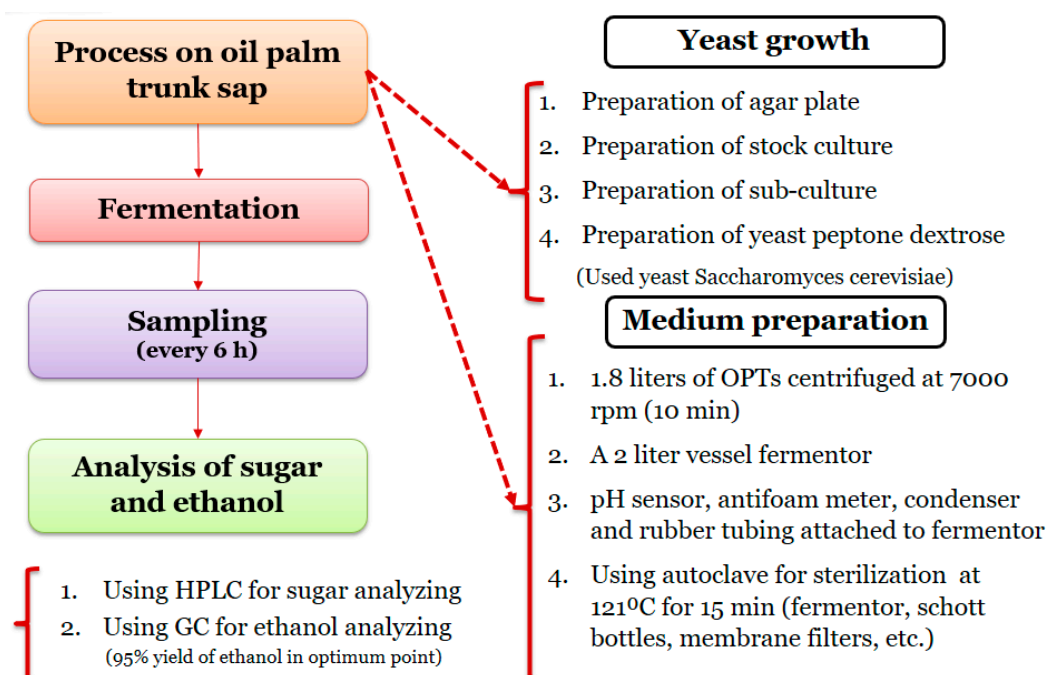 Process on oil palm
trunk sap
Fermentation
Sampling
(every 6 h)
Analysis of sugar
and ethanol
1. Using HPLC for sugar analyzing
2. Using GC for ethanol analyzing
(95% yield of ethanol in optimum point)
Yeast growth
1. Preparation of agar plate
2. Preparation of stock culture
3. Preparation of sub-culture
4. Preparation of yeast peptone dextrose
(Used yeast Saccharomyces cerevisiae)
Medium preparation
1. 1.8 liters of OPTs centrifuged at 7000
rpm (10 min)
2. A 2 liter vessel fermentor
3. pH sensor, antifoam meter, condenser
and rubber tubing attached to fermentor
4. Using autoclave for sterilization at
121ºC for 15 min (fermentor, schott
bottles, membrane filters, etc.)